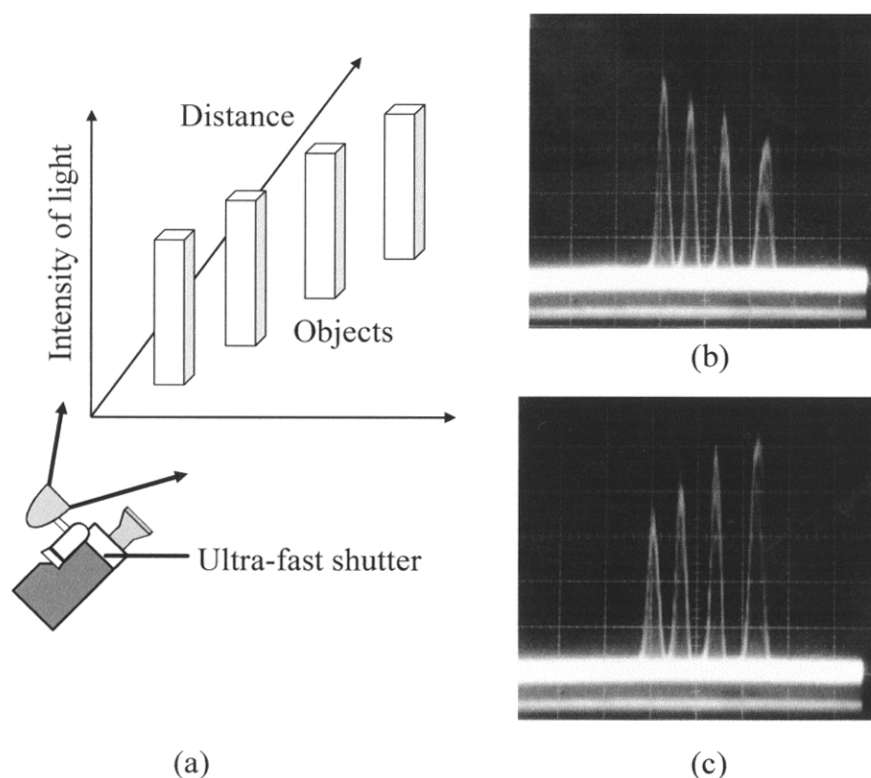 Distance
Intensity of light
Objects
Ultra-fast shutter
(a)
(b)
(c)